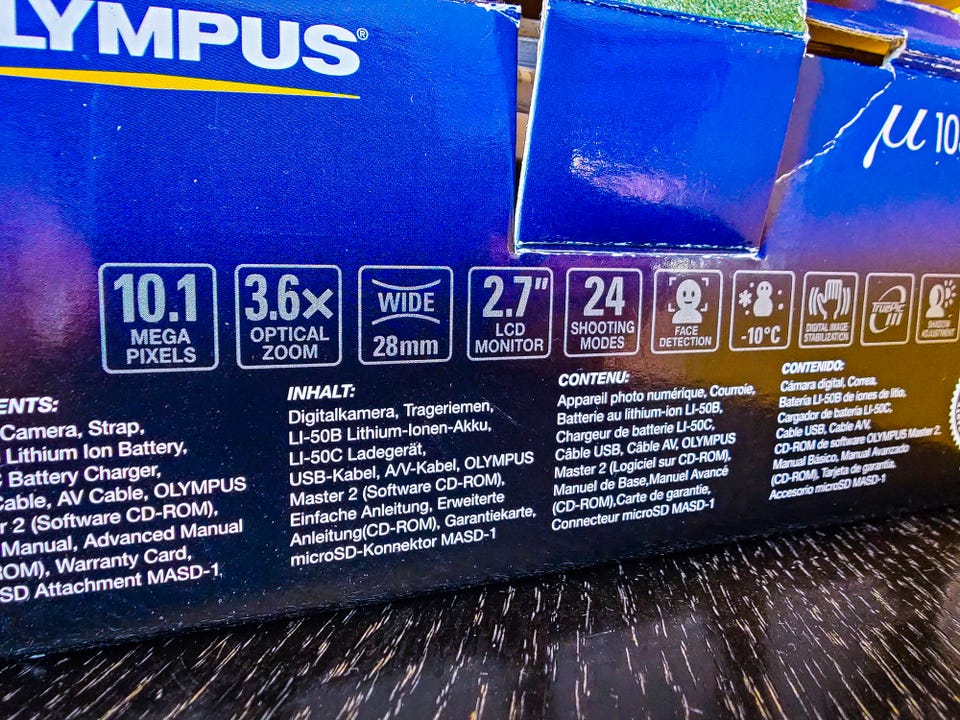 LYMPUS®
μ 10
10.1
MEGA
PIXELS
3.6×
OPTICAL
ZOOM
WIDE
28mm
2.7"
LCD
MONITOR
24
SHOOTING
MODES
FACE
DETECTION
-10°C
DIGITAL IMAGE
STABILIZATION
TruePic
III
SHADOW
ADJUSTMENT
ENTS:
Camera, Strap,
Lithium Ion Battery,
Battery Charger,
Cable, AV Cable, OLYMPUS
r 2 (Software CD-ROM),
Manual, Advanced Manual
ROM), Warranty Card,
SD Attachment MASD-1
INHALT:
Digitalkamera, Trageriemen,
LI-50B Lithium-Ionen-Akku,
LI-50C Ladegerät,
USB-Kabel, A/V-Kabel, OLYMPUS
Master 2 (Software CD-ROM),
Einfache Anleitung, Erweiterte
Anleitung(CD-ROM), Garantiekarte,
microSD-Konnektor MASD-1
CONTENU:
Appareil photo numérique, Courroie,
Batterie au lithium-ion LI-50B,
Chargeur de batterie LI-50C,
Câble USB, Câble AV, OLYMPUS
Master 2 (Logiciel sur CD-ROM),
Manuel de Base,Manuel Avancé
(CD-ROM),Carte de garantie,
Connecteur microSD MASD-1
CONTENIDO:
Cámara digital, Correa,
Batería LI-50B de iones de litio,
Cargador de batería LI-50C,
Cable USB, Cable A/V,
CD-ROM de software OLYMPUS Master 2,
Manual Básico, Manual Avanzado
(CD-ROM), Tarjeta de garantía,
Accesorio microSD MASD-1